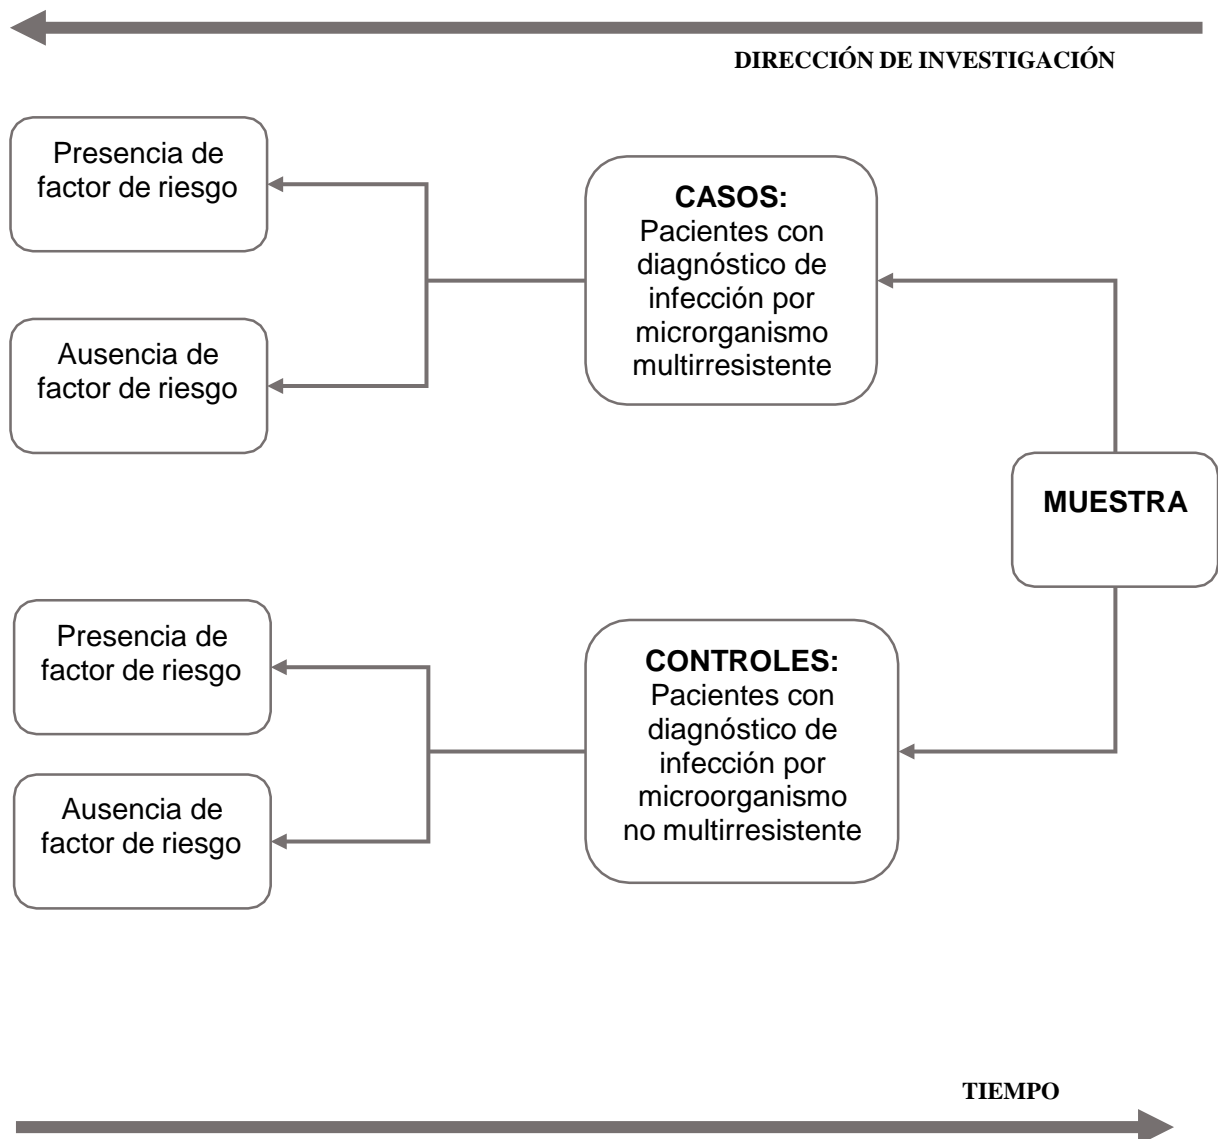 DIRECCIÓN DE INVESTIGACIÓN
Presencia de
factor de riesgo
Ausencia de
factor de riesgo
CASOS:
Pacientes con
diagnóstico de
infección por
microrganismo
multirresistente
MUESTRA
Presencia de
factor de riesgo
Ausencia de
factor de riesgo
CONTROLES:
Pacientes con
diagnóstico de
infección por
microorganismo
no multirresistente
TIEMPO